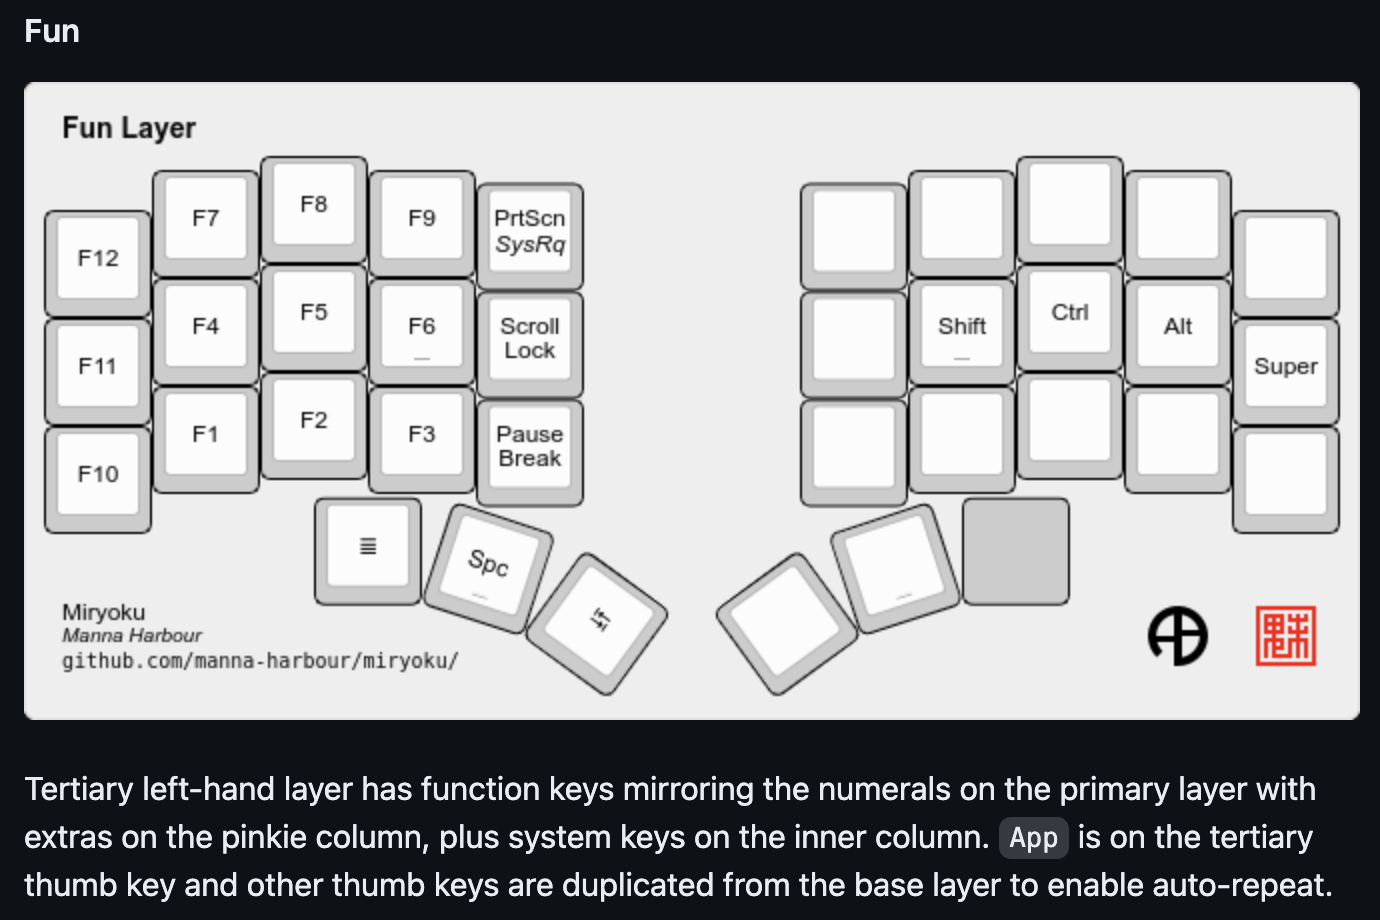 Fun
Fun Layer
F12 F7 F8 F9 PrtScn
SysRq
F11 F4 F5 F6 Scroll
Lock
Shift Ctrl Alt Super
F10 F1 F2 F3 Pause
Break
≣ Spc ⭾
Miryoku
Manna Harbour
github.com/manna-harbour/miryoku/
Tertiary left-hand layer has function keys mirroring the numerals on the primary layer with
extras on the pinkie column, plus system keys on the inner column. App is on the tertiary
thumb key and other thumb keys are duplicated from the base layer to enable auto-repeat.